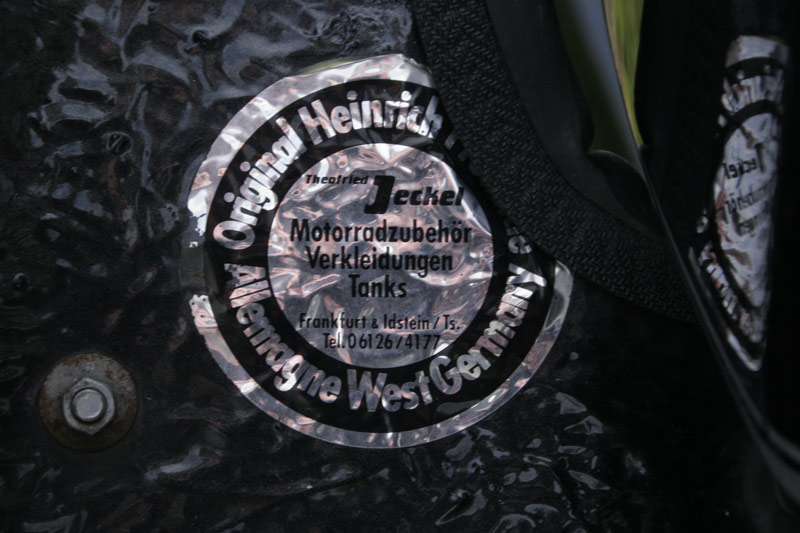 Original Heinrich
Theofried
Jeckel
Motorradzubehör
Verkleidungen
Tanks
Frankfurt & Idstein/Ts.
Tel. 06126/4177
Allemagne West Germany